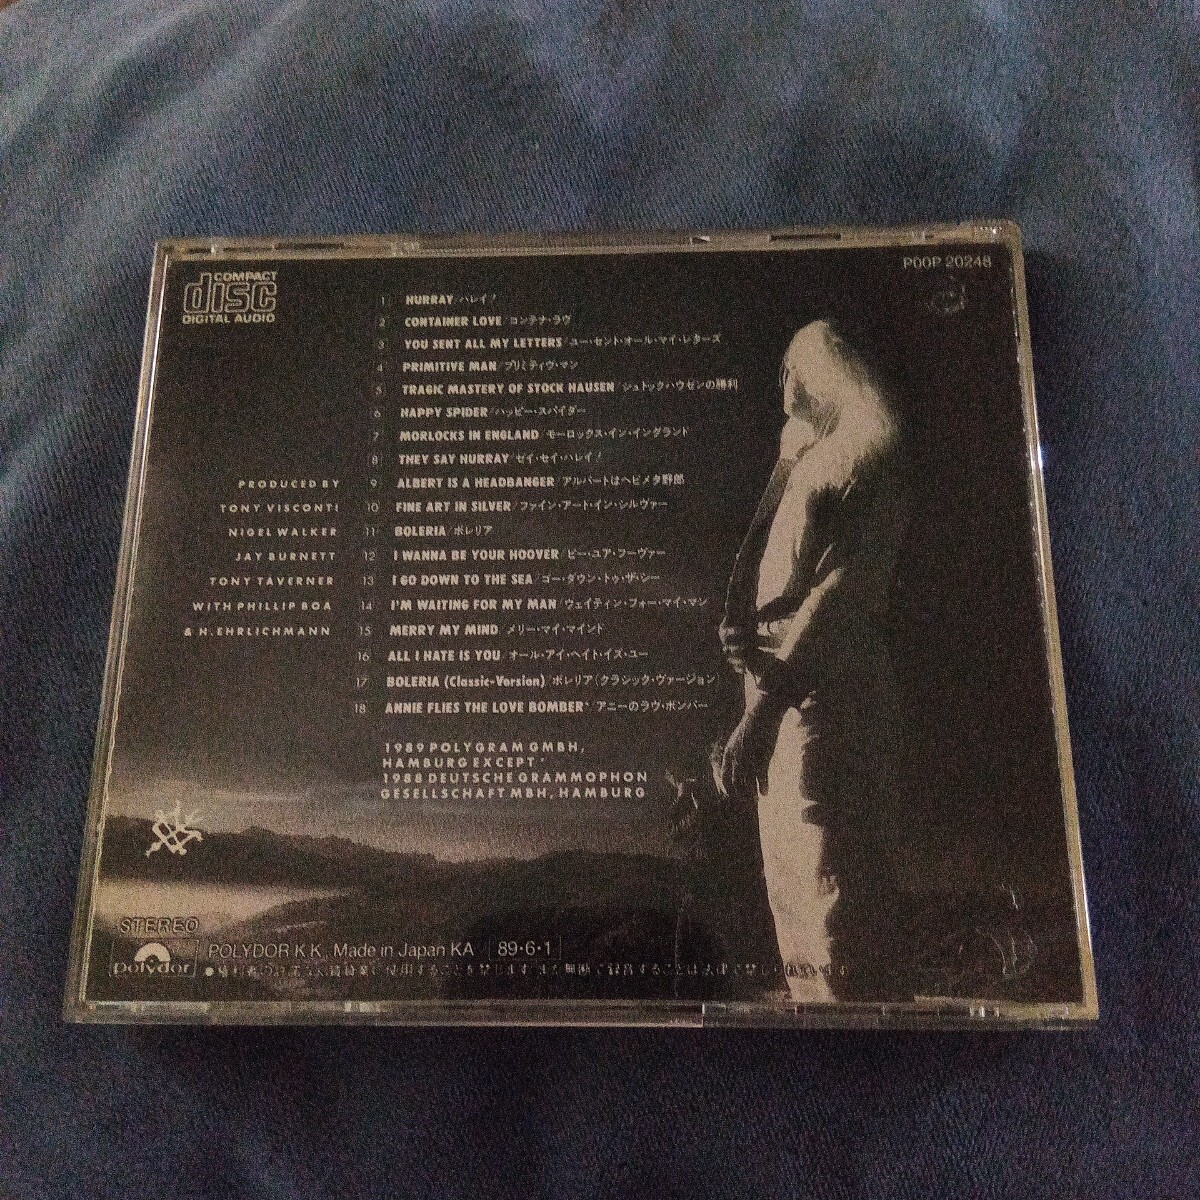 COMPACT
disc
DIGITAL AUDIO
P00P 20248
1 HURRAY/ハレイ!
2 CONTAINER LOVE/コンテナ・ラヴ
3 YOU SENT ALL MY LETTERS/ユー・セント・オール・マイ・レターズ
4 PRIMITIVE MAN/プリミティヴ・マン
5 TRAGIC MASTERY OF STOCK HAUSEN/シュトックハウゼンの勝利
6 HAPPY SPIDER/ハッピー・スパイダー
7 MORLOCKS IN ENGLAND/モーロックス・イン・イングランド
8 THEY SAY HURRAY/ゼイ・セイ・ハレイ!
9 ALBERT IS A HEADBANGER/アルバートはヘビメタ野郎
10 FINE ART IN SILVER/ファイン・アート・イン・シルヴァー
11 BOLERIA/ボレリア
12 I WANNA BE YOUR HOOVER/ビー・ユア・フーヴァー
13 I GO DOWN TO THE SEA/ゴー・ダウン・トゥ・ザ・シー
14 I'M WAITING FOR MY MAN/ウェイティン・フォー・マイ・マン
15 MERRY MY MIND/メリー・マイ・マインド
16 ALL I HATE IS YOU/オール・アイ・ヘイト・イズ・ユー
17 BOLERIA (Classic-Version)/ボレリア(クラシック・ヴァージョン)
18 ANNIE FLIES THE LOVE BOMBER*/アニーのラヴ・ボンバー
PRODUCED BY
TONY VISCONTI
NIGEL WALKER
JAY BURNETT
TONY TAVERNER
WITH PHILLIP BOA
& H. EHRLICHMANN
1989 POLYGRAM GMBH,
HAMBURG EXCEPT *
1988 DEUTSCHE GRAMMOPHON
GESELLSCHAFT MBH, HAMBURG
STEREO
polydor
POLYDOR K.K., Made in Japan KA 89・6・1